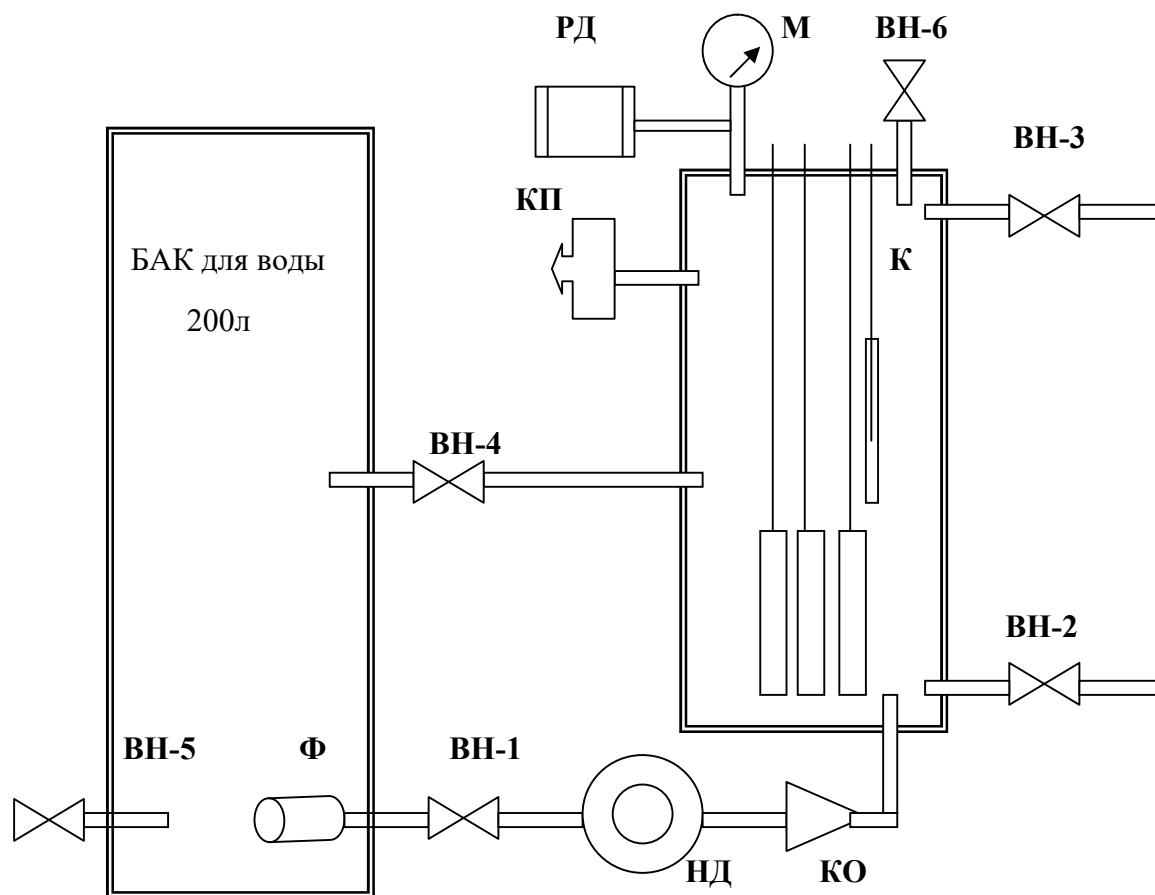 РД
М
ВН-6
ВН-3
КП
БАК для воды
200л
К
ВН-4
ВН-2
ВН-5
Ф
ВН-1
НД
КО